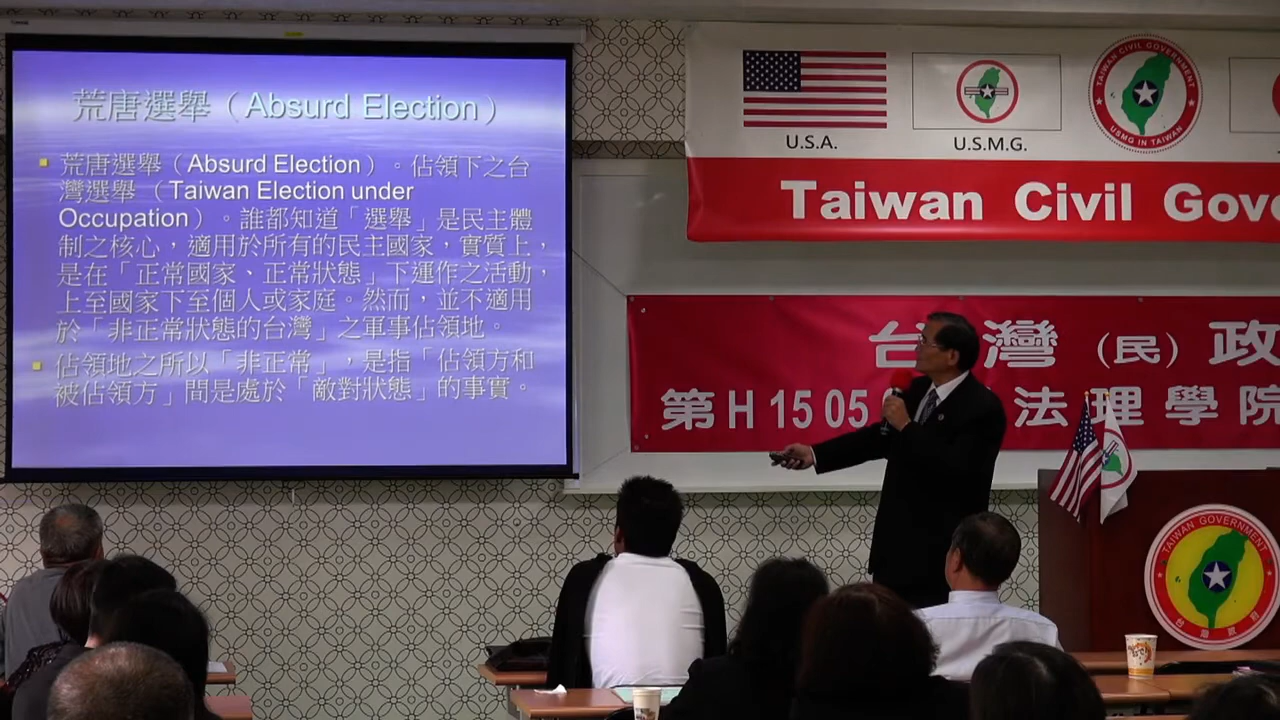 荒唐選舉（Absurd Election）
荒唐選舉（Absurd Election）。佔領下之台
灣選舉 （Taiwan Election under
Occupation）。誰都知道「選舉」是民主體
制之核心，適用於所有的民主國家，實質上，
是在「正常國家、正常狀態」下運作之活動，
上至國家下至個人或家庭。然而，並不適用
於「非正常狀態的台灣」之軍事佔領地。
佔領地之所以「非正常」，是指「佔領方和
被佔領方」間是處於「敵對狀態」的事實。
U.S.A.
U.S.M.G.
TAIWAN CIVIL GOVERNMENT
USMG IN TAIWAN
Taiwan Civil Gove
台灣（民）政
第H 15 05
法理學院
TAIWAN GOVERNMENT
台灣政府